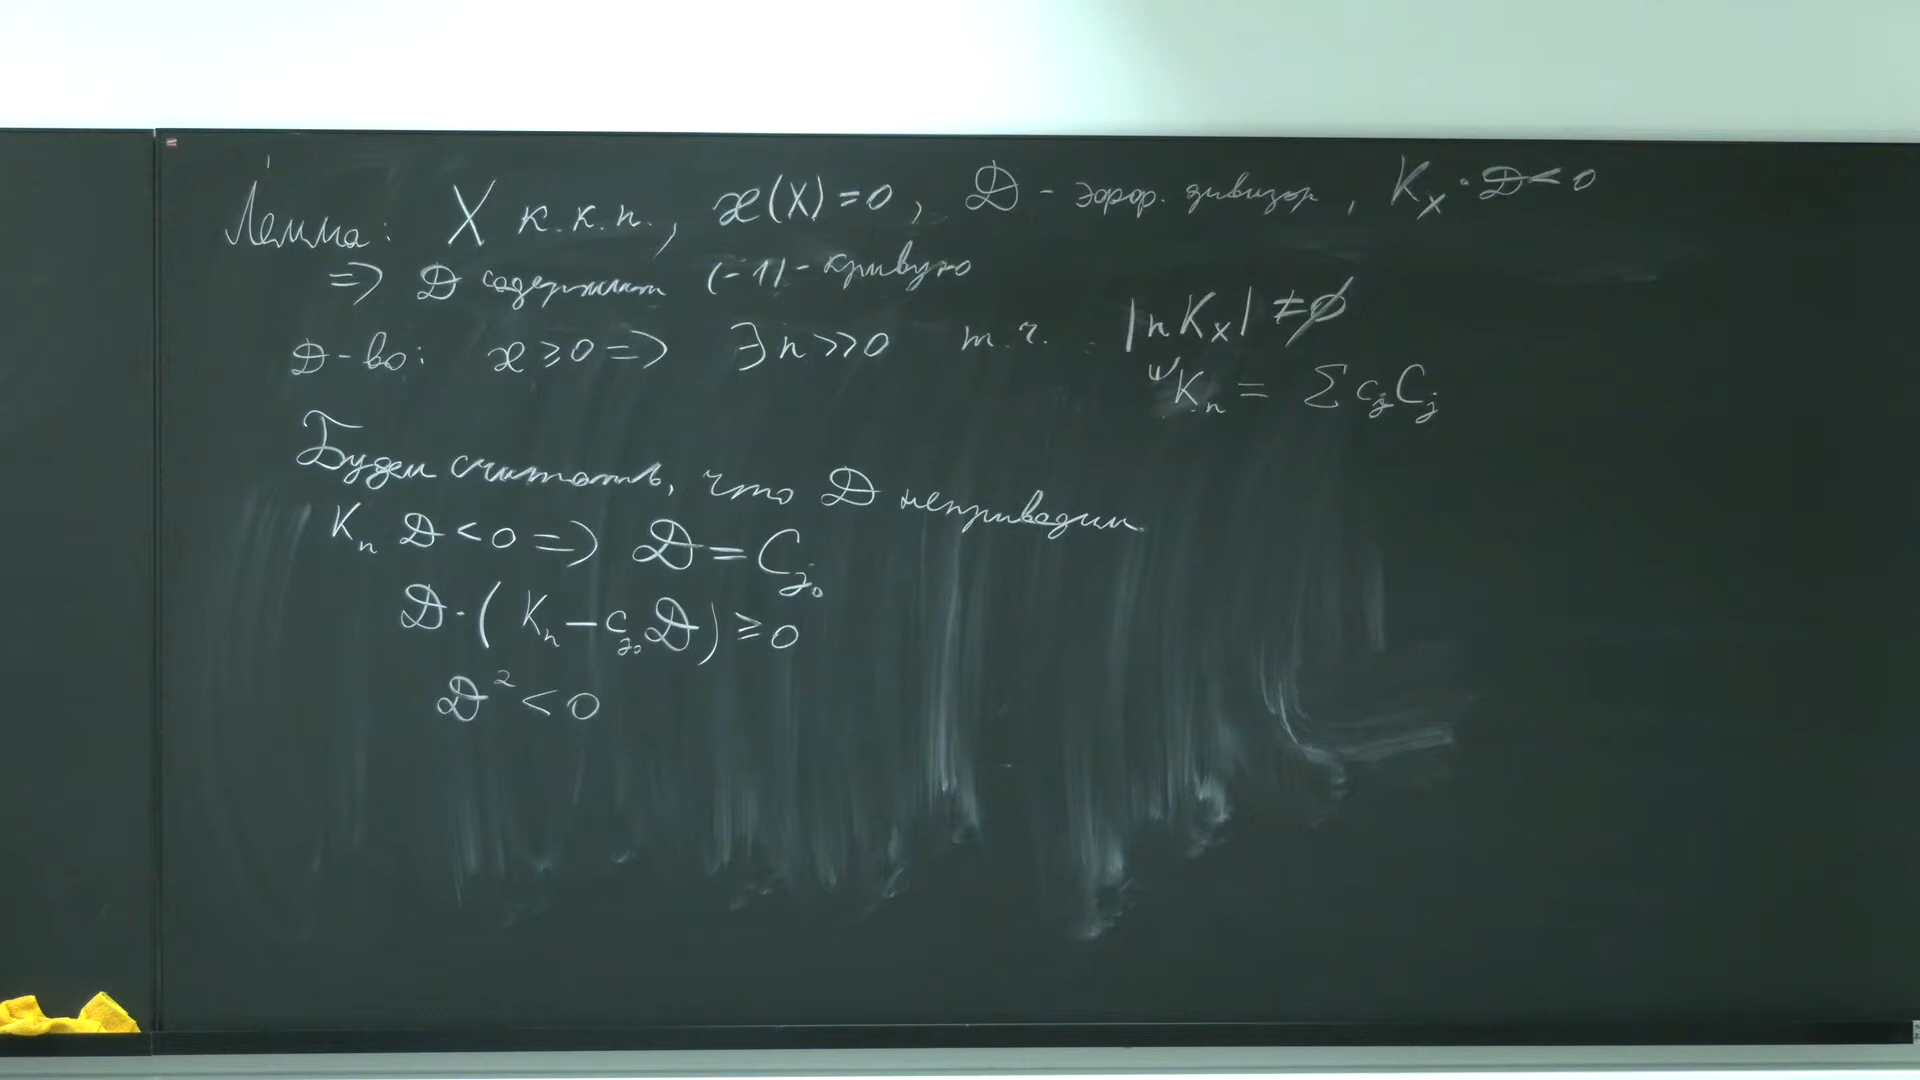 Лемма: X к.к.п., æ(X)=0, D - эфф. дивизор, K_X · D < 0
=> D содержит (-1)-кривую
Д-во: æ ≥ 0 => ∃ n >> 0 т.ч. |nK_X| ≠ ∅
K_n = Σ c_j C_j
Будем считать, что D неприводим.
K_n D < 0 => D = C_{j_0}
D · (K_n - c_{j_0} D) ≥ 0
D² < 0